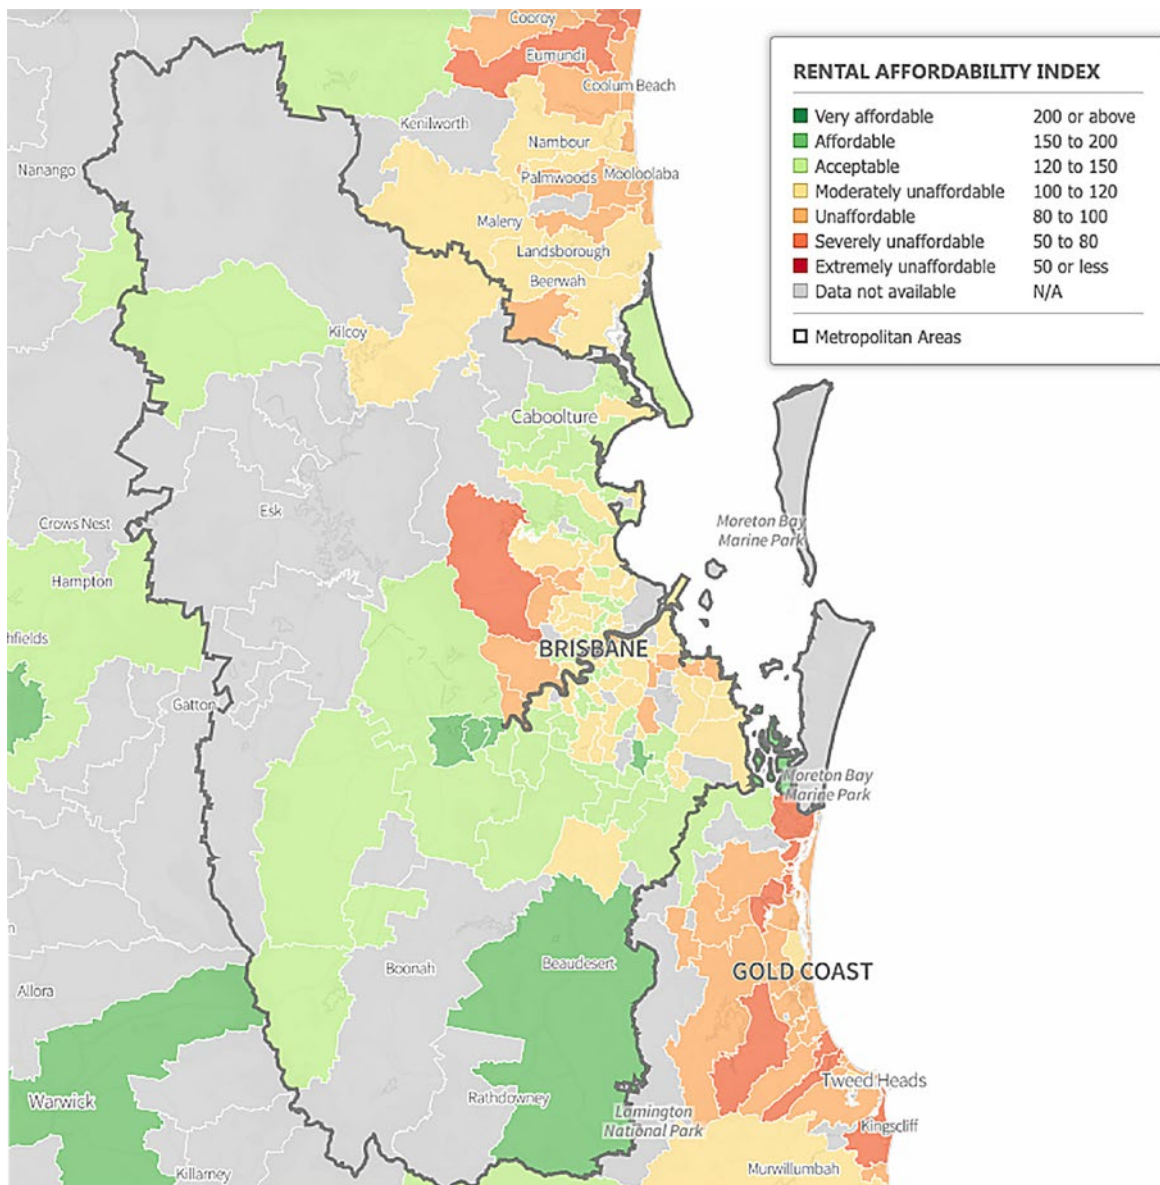 Cooroy
Eumundi
Coolum Beach
Kenilworth
Nambour
Nanango
Palmwoods
Mooloolaba
Maleny
Landsborough
Beerwah
Kilcoy
Caboolture
Esk
Crows Nest
Moreton Bay
Marine Park
Hampton
hfields
BRISBANE
Gatton
Moreton Bay
Marine Park
Boonah
Beaudesert
GOLD COAST
Allora
Warwick
Rathdowney
Lamington
National Park
Tweed Heads
Kingscliff
Killarney
Murwillumbah
RENTAL AFFORDABILITY INDEX
Very affordable 200 or above
Affordable 150 to 200
Acceptable 120 to 150
Moderately unaffordable 100 to 120
Unaffordable 80 to 100
Severely unaffordable 50 to 80
Extremely unaffordable 50 or less
Data not available N/A
Metropolitan Areas